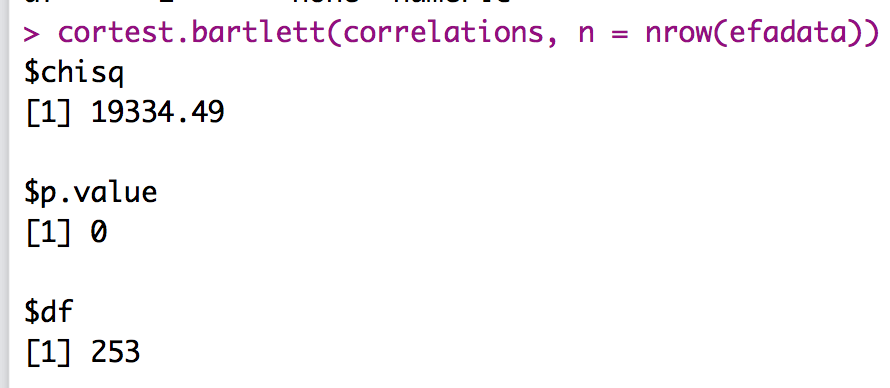 > cortest.bartlett(correlations, n = nrow(efadata))
$chisq
[1] 19334.49
$p.value
[1] 0
$df
[1] 253